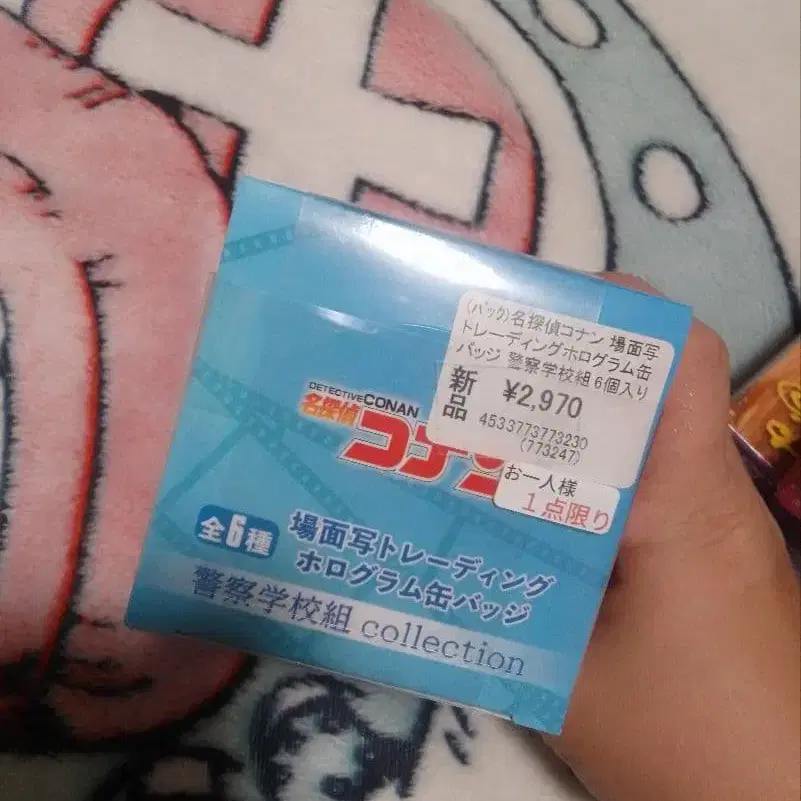 (パック)名探偵コナン 場面写
トレーディングホログラム缶
バッジ 警察学校組 6個入り
新品
¥2,970
4533773773230
(773247)
お一人様
1点限り
DETECTIVE CONAN
名探偵
コナン
全6種
場面写トレーディング
ホログラム缶バッジ
警察学校組 collection